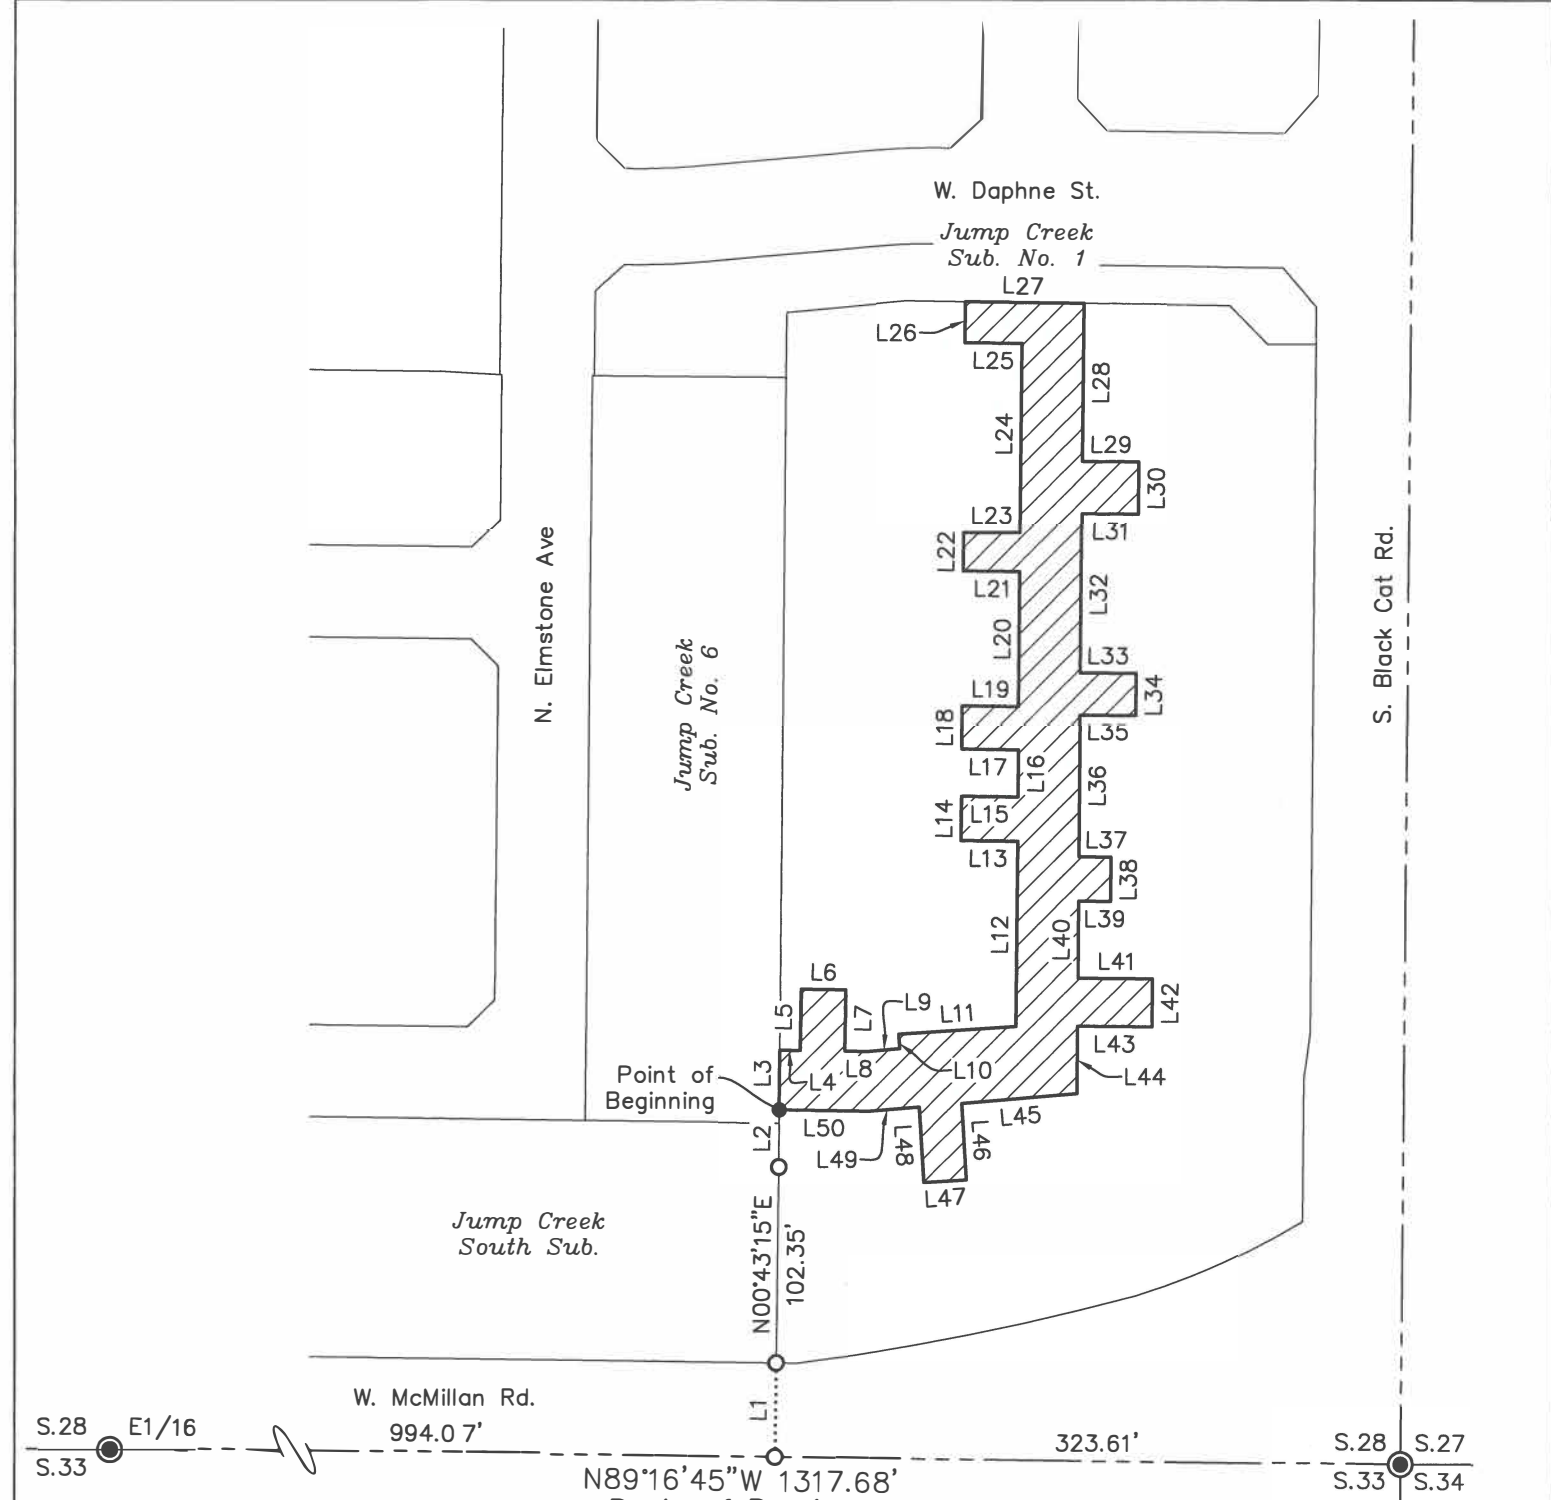 W. Daphne St.
Jump Creek
Sub. No. 1
L27
L26
L25
L28
L24
L29
L30
L23
L31
L22
L21
L32
L20
L33
L19
L34
L18
L35
L17
L16
L36
L14
L15
L13
L37
L38
L39
L12
L40
L41
L6
L42
L9
L5
L7
L11
L43
L3
L4
L8
L10
L44
N. Elmstone Ave
Jump Creek
Sub. No. 6
S. Black Cat Rd.
Point of
Beginning
L2
L50
L45
L49
L48
L46
L47
Jump Creek
South Sub.
N00°43'15"E
102.35'
L1
W. McMillan Rd.
994.07'
323.61'
S.28
E1/16
S.33
S.28
S.27
S.33
S.34
N89°16'45"W 1317.68'